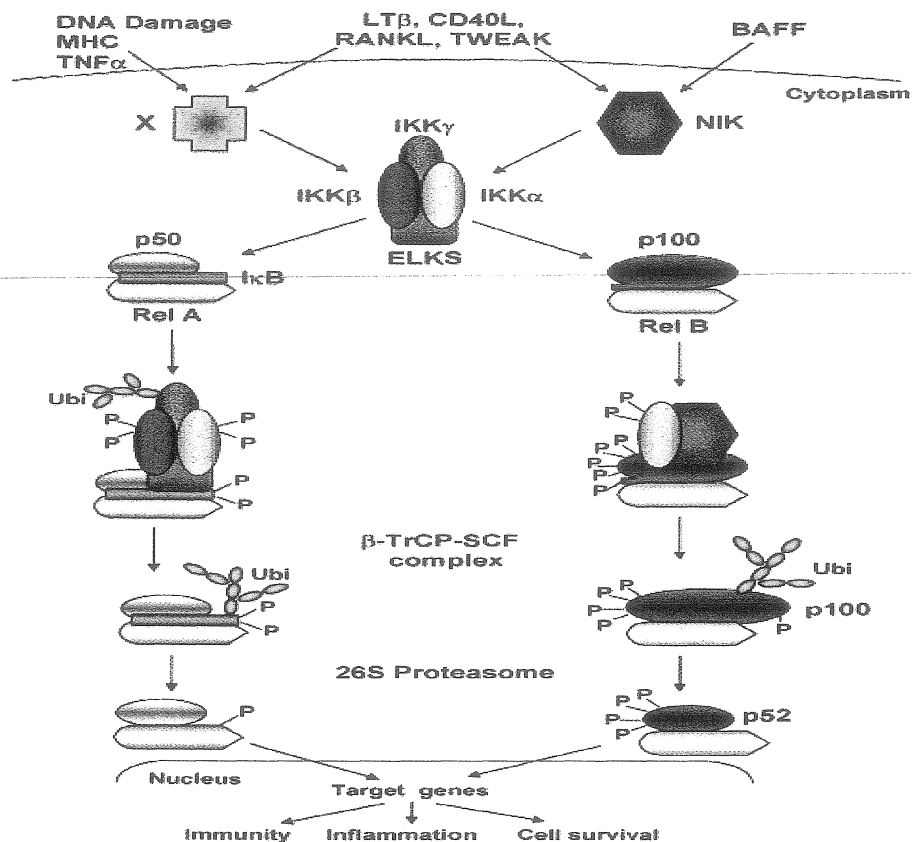 DNA Damage
MHC
TNFα
LTβ, CD40L,
RANKL, TWEAK
BAFF
Cytoplasm
X
NIK
IKKγ
IKKβ
IKKα
ELKS
p50
IκB
Rel A
p100
Rel B
Ubi
P
P
P
P
P
P
P
P
P
P
P
P
β-TrCP-SCF
complex
Ubi
P
P
Ubi
P
P
P
P
p100
26S Proteasome
P
P
P
P
P
p52
Nucleus
Target genes
Immunity
Inflammation
Cell survival